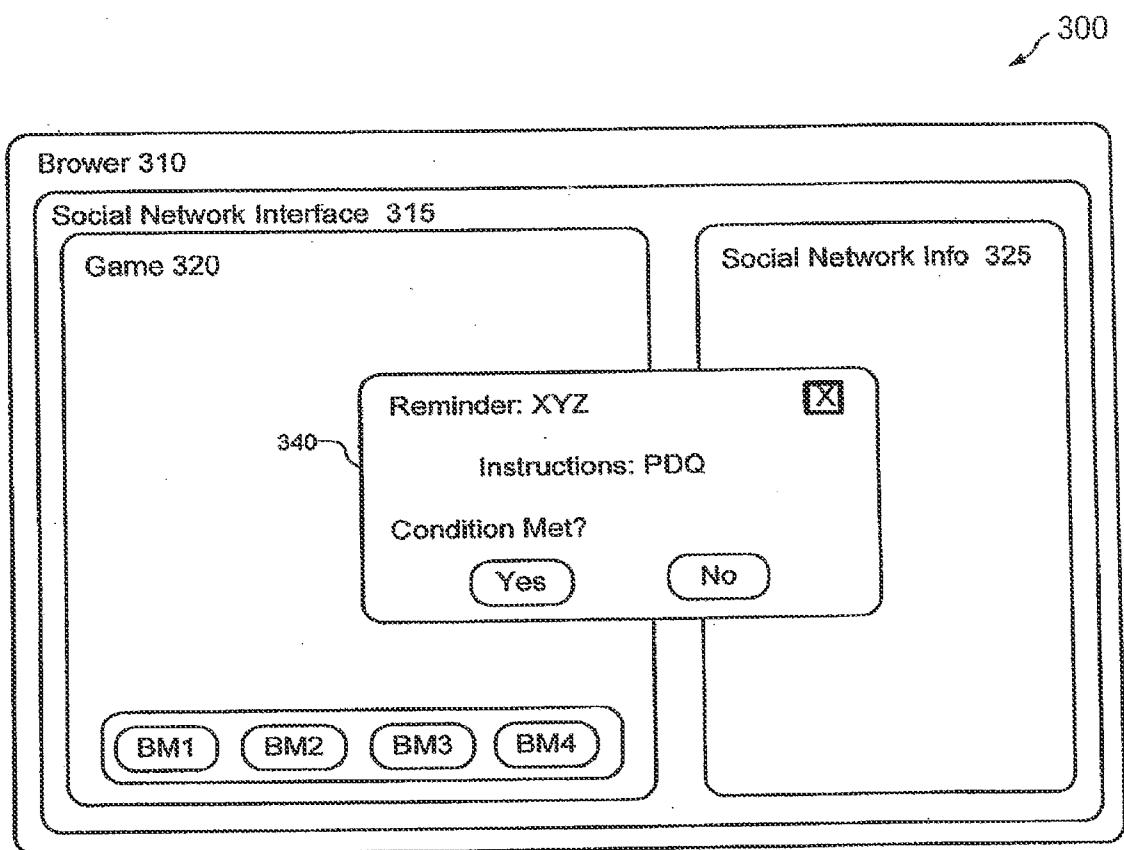 300
Brower 310
Social Network Interface 315
Game 320
Social Network Info 325
Reminder: XYZ
X
340
Instructions: PDQ
Condition Met?
Yes
No
BM1
BM2
BM3
BM4